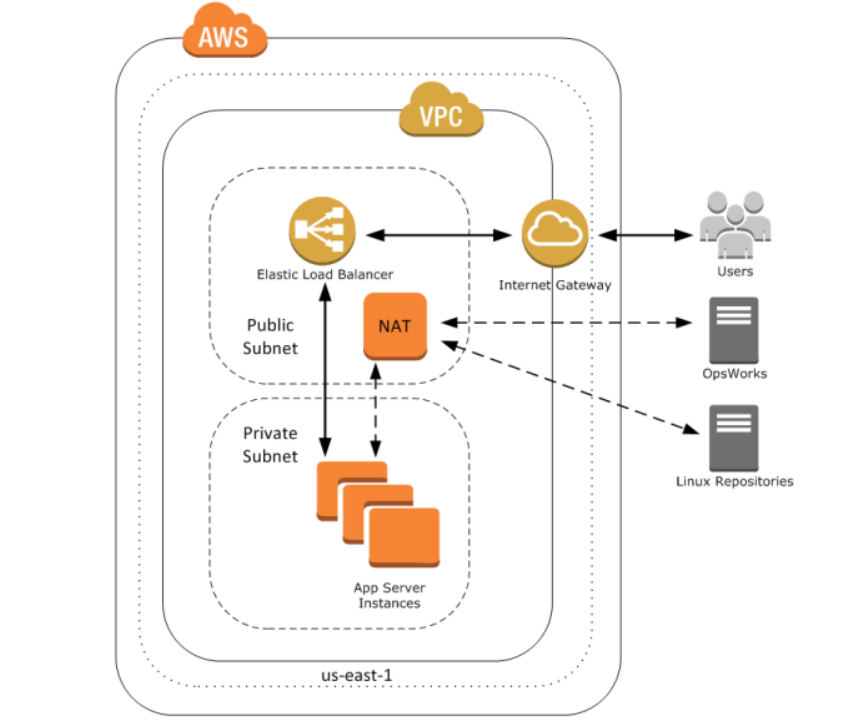 AWS
VPC
Elastic Load Balancer
Internet Gateway
Users
Public
Subnet
NAT
OpsWorks
Private
Subnet
Linux Repositories
App Server
Instances
us-east-1